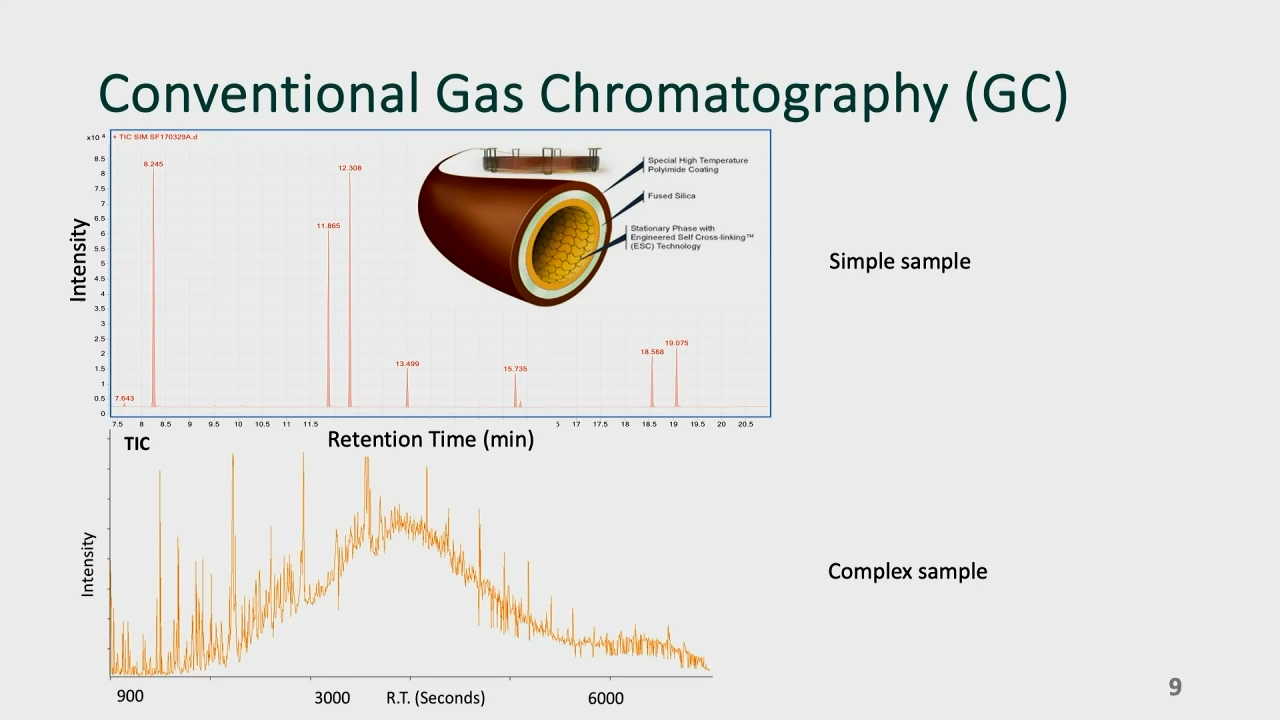 Conventional Gas Chromatography (GC)
x10 4
+ TIC SIM SF170329A.d
8.5
8
7.5
7
6.5
6
5.5
5
4.5
4
3.5
3
2.5
2
1.5
1
0.5
0
Intensity
7.643
8.245
11.865
12.308
13.499
15.735
18.568
19.075
Special High Temperature
Polyimide Coating
Fused Silica
Stationary Phase with
Engineered Self Cross-linking™
(ESC) Technology
Simple sample
7.5 8 8.5 9 9.5 10 10.5 11 11.5 5 17 17.5 18 18.5 19 19.5 20 20.5
Retention Time (min)
TIC
Intensity
Complex sample
900 3000 R.T. (Seconds) 6000
9